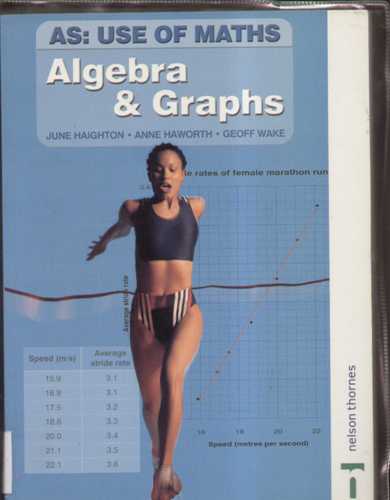 AS: USE OF MATHS
Algebra
& Graphs
JUNE HAIGHTON • ANNE HAWORTH • GEOFF WAKE
le rates of female marathon run
Average stride rate
Speed (m/s) Average stride rate
15.9 3.1
16.9 3.1
17.5 3.2
18.6 3.3
20.0 3.4
21.1 3.5
22.1 3.6
16 18 20 22
Speed (metres per second)
nelson thornes